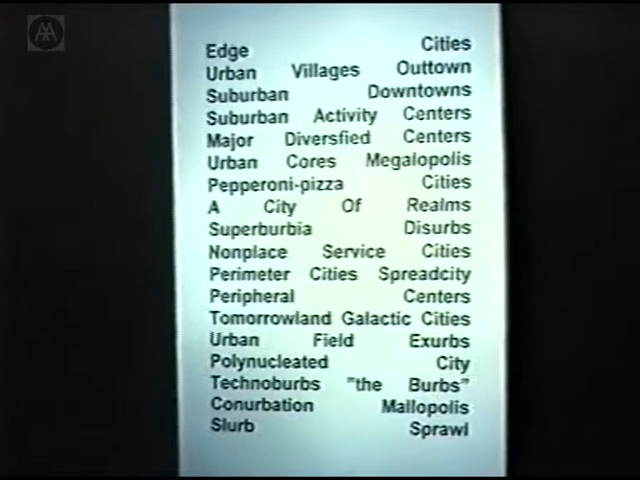 AA
Edge Cities
Urban Villages Outtown
Suburban Downtowns
Suburban Activity Centers
Major Diversfied Centers
Urban Cores Megalopolis
Pepperoni-pizza Cities
A City Of Realms
Superburbia Disurbs
Nonplace Service Cities
Perimeter Cities Spreadcity
Peripheral Centers
Tomorrowland Galactic Cities
Urban Field Exurbs
Polynucleated City
Technoburbs "the Burbs"
Conurbation Mallopolis
Slurb Sprawl